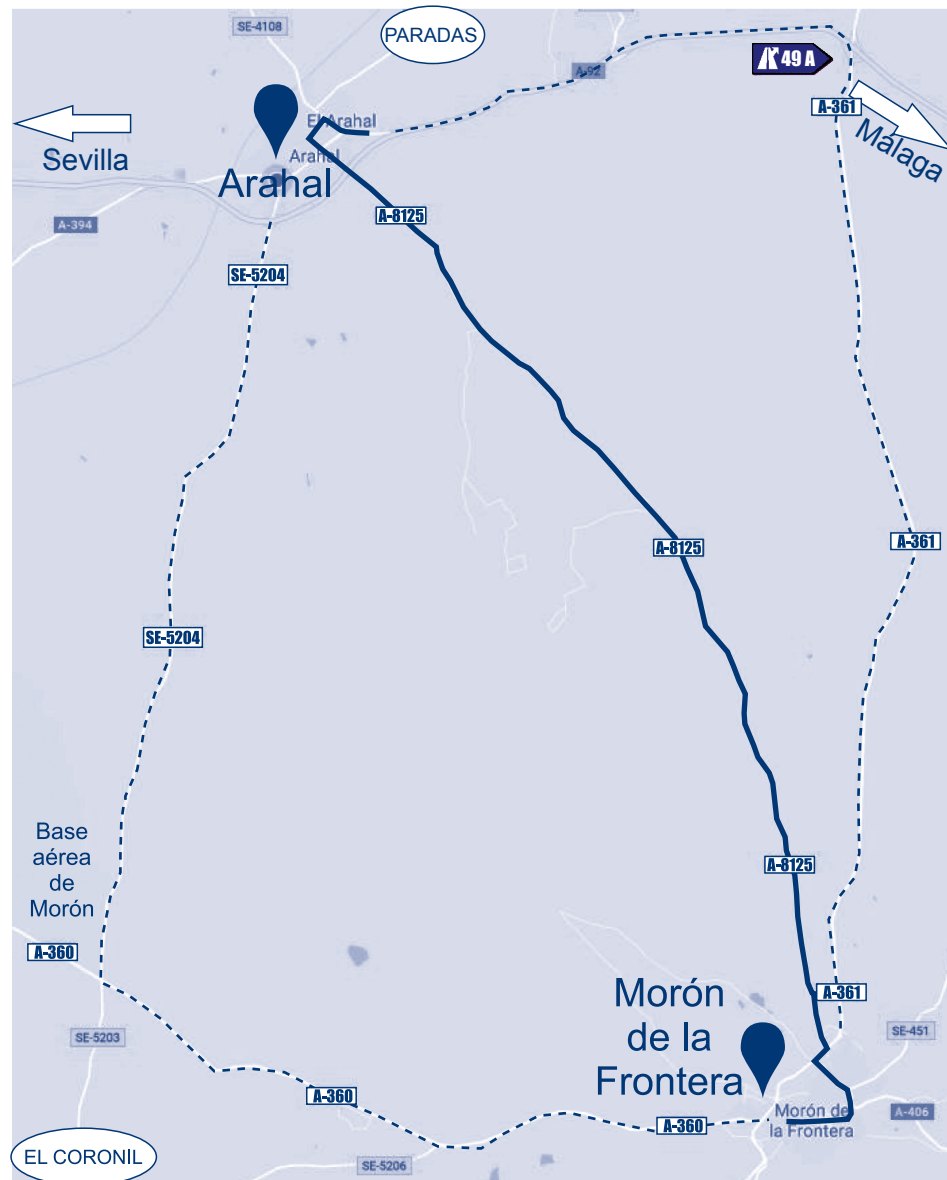 SE-4108
PARADAS
49 A
A-92
A-361
El Arahal
Sevilla
Málaga
Arahal
Arahal
A-8125
A-394
SE-5204
A-361
A-8125
SE-5204
Base
aérea
de
Morón
A-8125
A-360
A-361
Morón
de la
Frontera
SE-5203
SE-451
A-360
Morón de
la Frontera
A-406
A-360
EL CORONIL
SE-5206